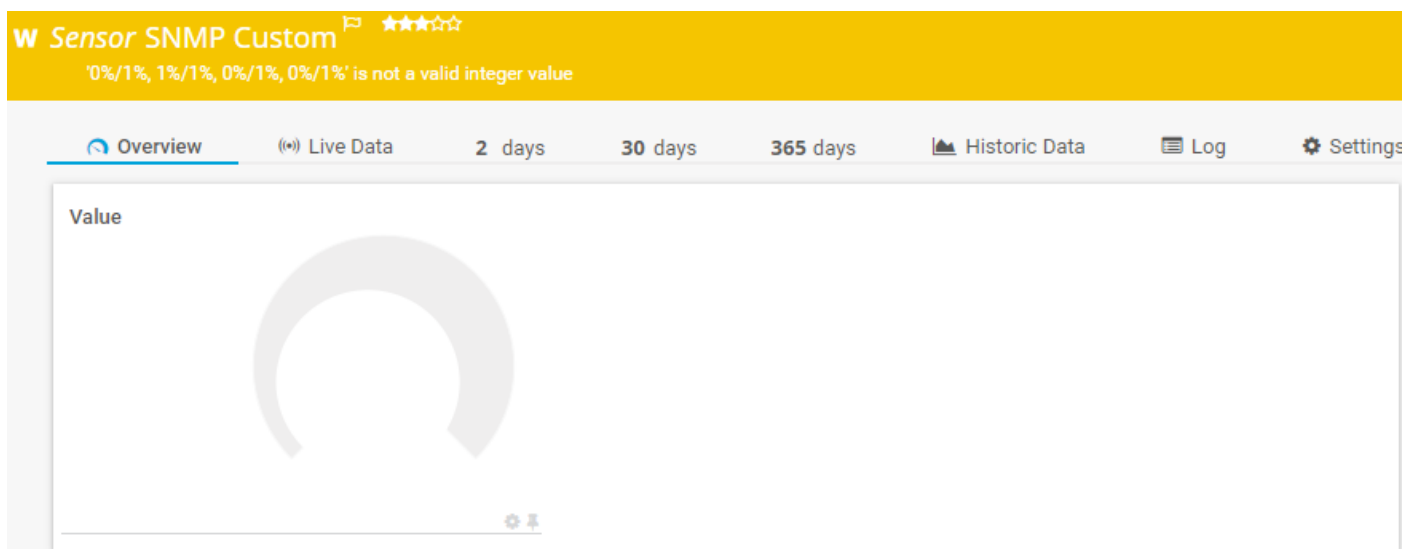 W Sensor SNMP Custom
'0%/1%, 1%/1%, 0%/1%, 0%/1%' is not a valid integer value
Overview Live Data 2 days 30 days 365 days Historic Data Log Settings
Value